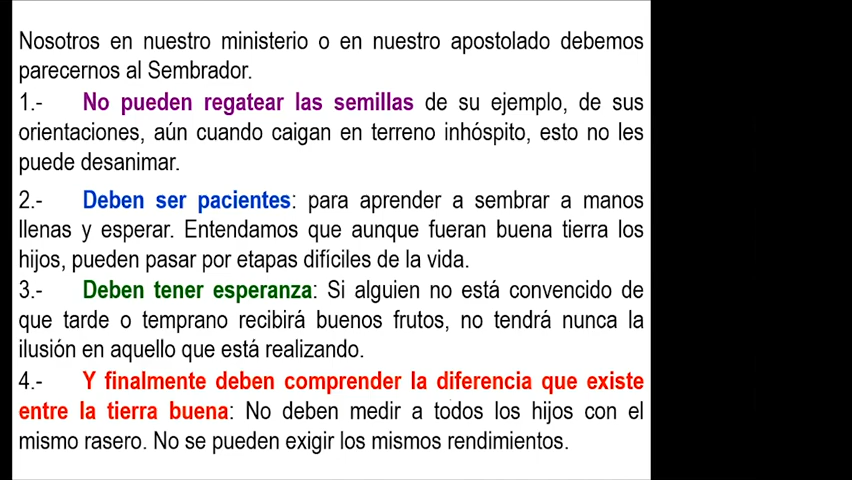 Nosotros en nuestro ministerio o en nuestro apostolado debemos
parecernos al Sembrador.
1.- No pueden regatear las semillas de su ejemplo, de sus
orientaciones, aún cuando caigan en terreno inhóspito, esto no les
puede desanimar.
2.- Deben ser pacientes: para aprender a sembrar a manos
llenas y esperar. Entendamos que aunque fueran buena tierra los
hijos, pueden pasar por etapas difíciles de la vida.
3.- Deben tener esperanza: Si alguien no está convencido de
que tarde o temprano recibirá buenos frutos, no tendrá nunca la
ilusión en aquello que está realizando.
4.- Y finalmente deben comprender la diferencia que existe
entre la tierra buena: No deben medir a todos los hijos con el
mismo rasero. No se pueden exigir los mismos rendimientos.